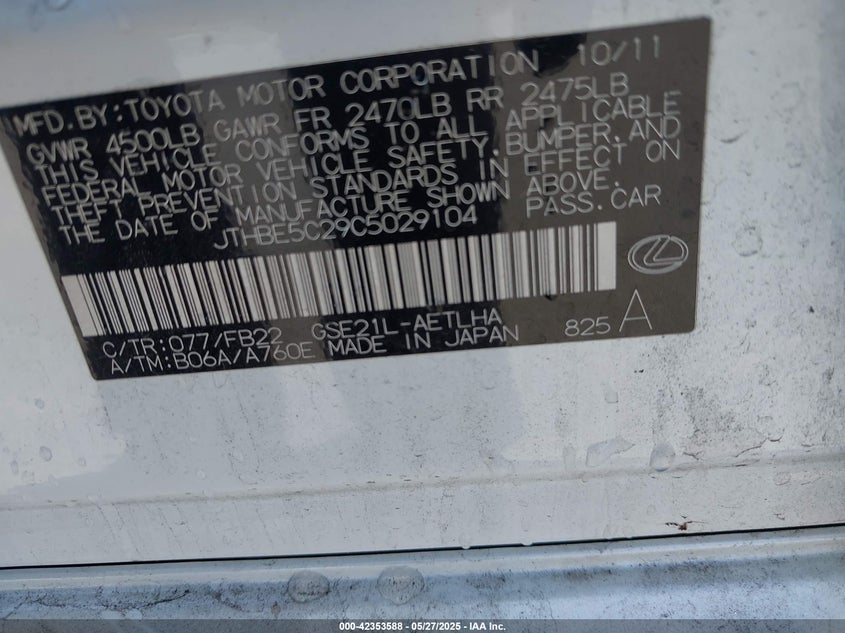 MFD.BY:TOYOTA MOTOR CORPORATION 10/11
GVWR 4500LB GAWR FR 2470LB RR 2475LB
THIS VEHICLE CONFORMS TO ALL APPLICABLE
FEDERAL MOTOR VEHICLE SAFETY,BUMPER,AND
THEFT PREVENTION STANDARDS IN EFFECT ON
THE DATE OF MANUFACTURE SHOWN ABOVE.
JTHBE5C29C5029104 PASS.CAR
C/TR:077/FB22 GSE21L-AETLHA 825 A
A/TM:B06A/A760E MADE IN JAPAN
000-42353588 - 05/27/2025 - IAA Inc.